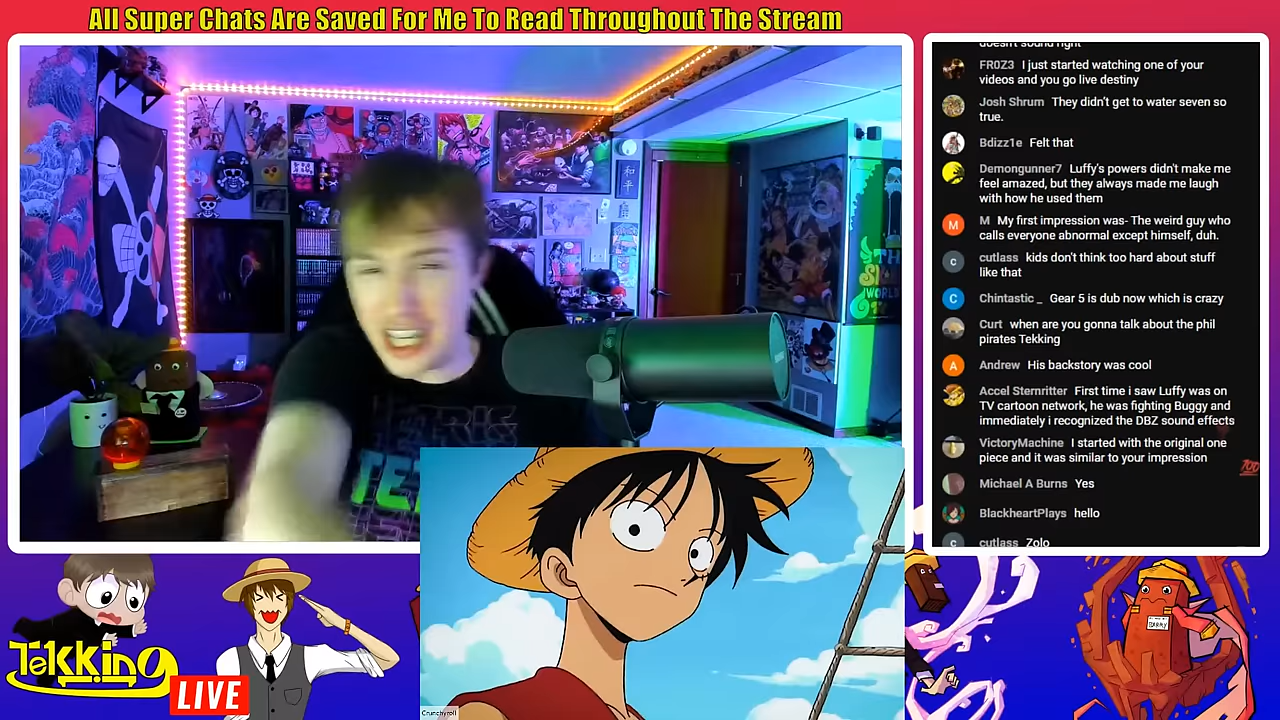 All Super Chats Are Saved For Me To Read Throughout The Stream
doesn't sound right
FR0Z3 I just started watching one of your
videos and you go live destiny
Josh Shrum They didn't get to water seven so
true.
Bdizz1e Felt that
Demongunner7 Luffy's powers didn't make me
feel amazed, but they always made me laugh
with how he used them
M M My first impression was- The weird guy who
calls everyone abnormal except himself, duh.
c cutlass kids don't think too hard about stuff
like that
C Chintastic _ Gear 5 is dub now which is crazy
Curt when are you gonna talk about the phil
pirates Tekking
A Andrew His backstory was cool
Accel Sternritter First time i saw Luffy was on
TV cartoon network, he was fighting Buggy and
immediately i recognized the DBZ sound effects
VictoryMachine I started with the original one
piece and it was similar to your impression
100
Michael A Burns Yes
BlackheartPlays hello
c cutlass Zolo
和
平
TeKKinG
LIVE
Crunchyroll
BARRY